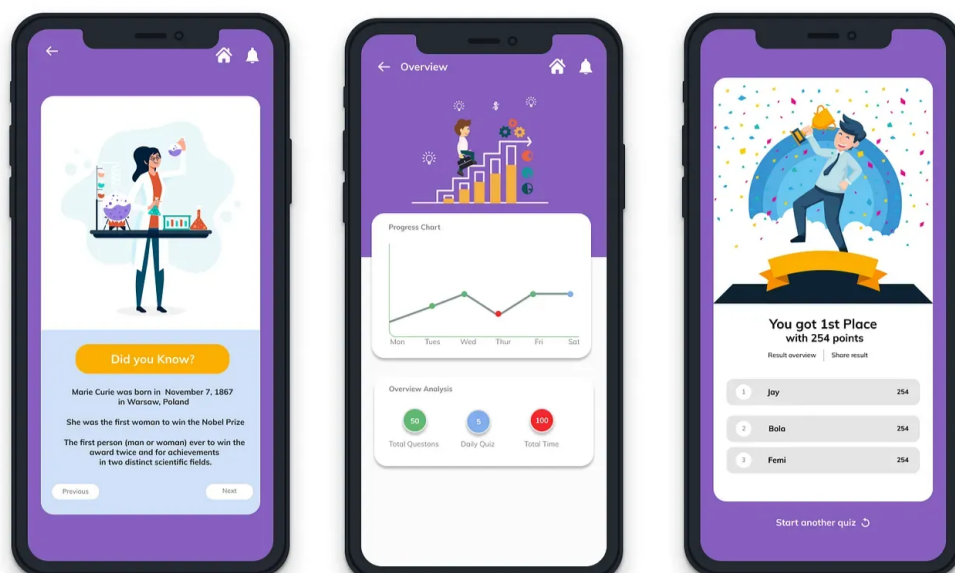 Did you Know?
Marie Curie was born in November 7, 1867
in Warsaw, Poland
She was the first woman to win the Nobel Prize
The first person (man or woman) ever to win the
award twice and for achievements
in two distinct scientific fields.
Previous
Next
Overview
Progress Chart
Mon Tues Wed Thur Fri Sat
Overview Analysis
50 5 100
Total Questons Daily Quiz Total Time
You got 1st Place
with 254 points
Result overview | Share result
1 Jay 254
2 Bola 254
3 Femi 254
Start another quiz